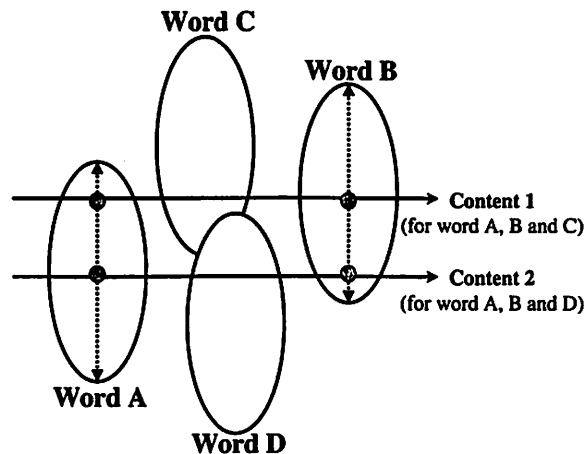 Word C
Word B
Content 1
(for word A, B and C)
Content 2
(for word A, B and D)
Word A
Word D